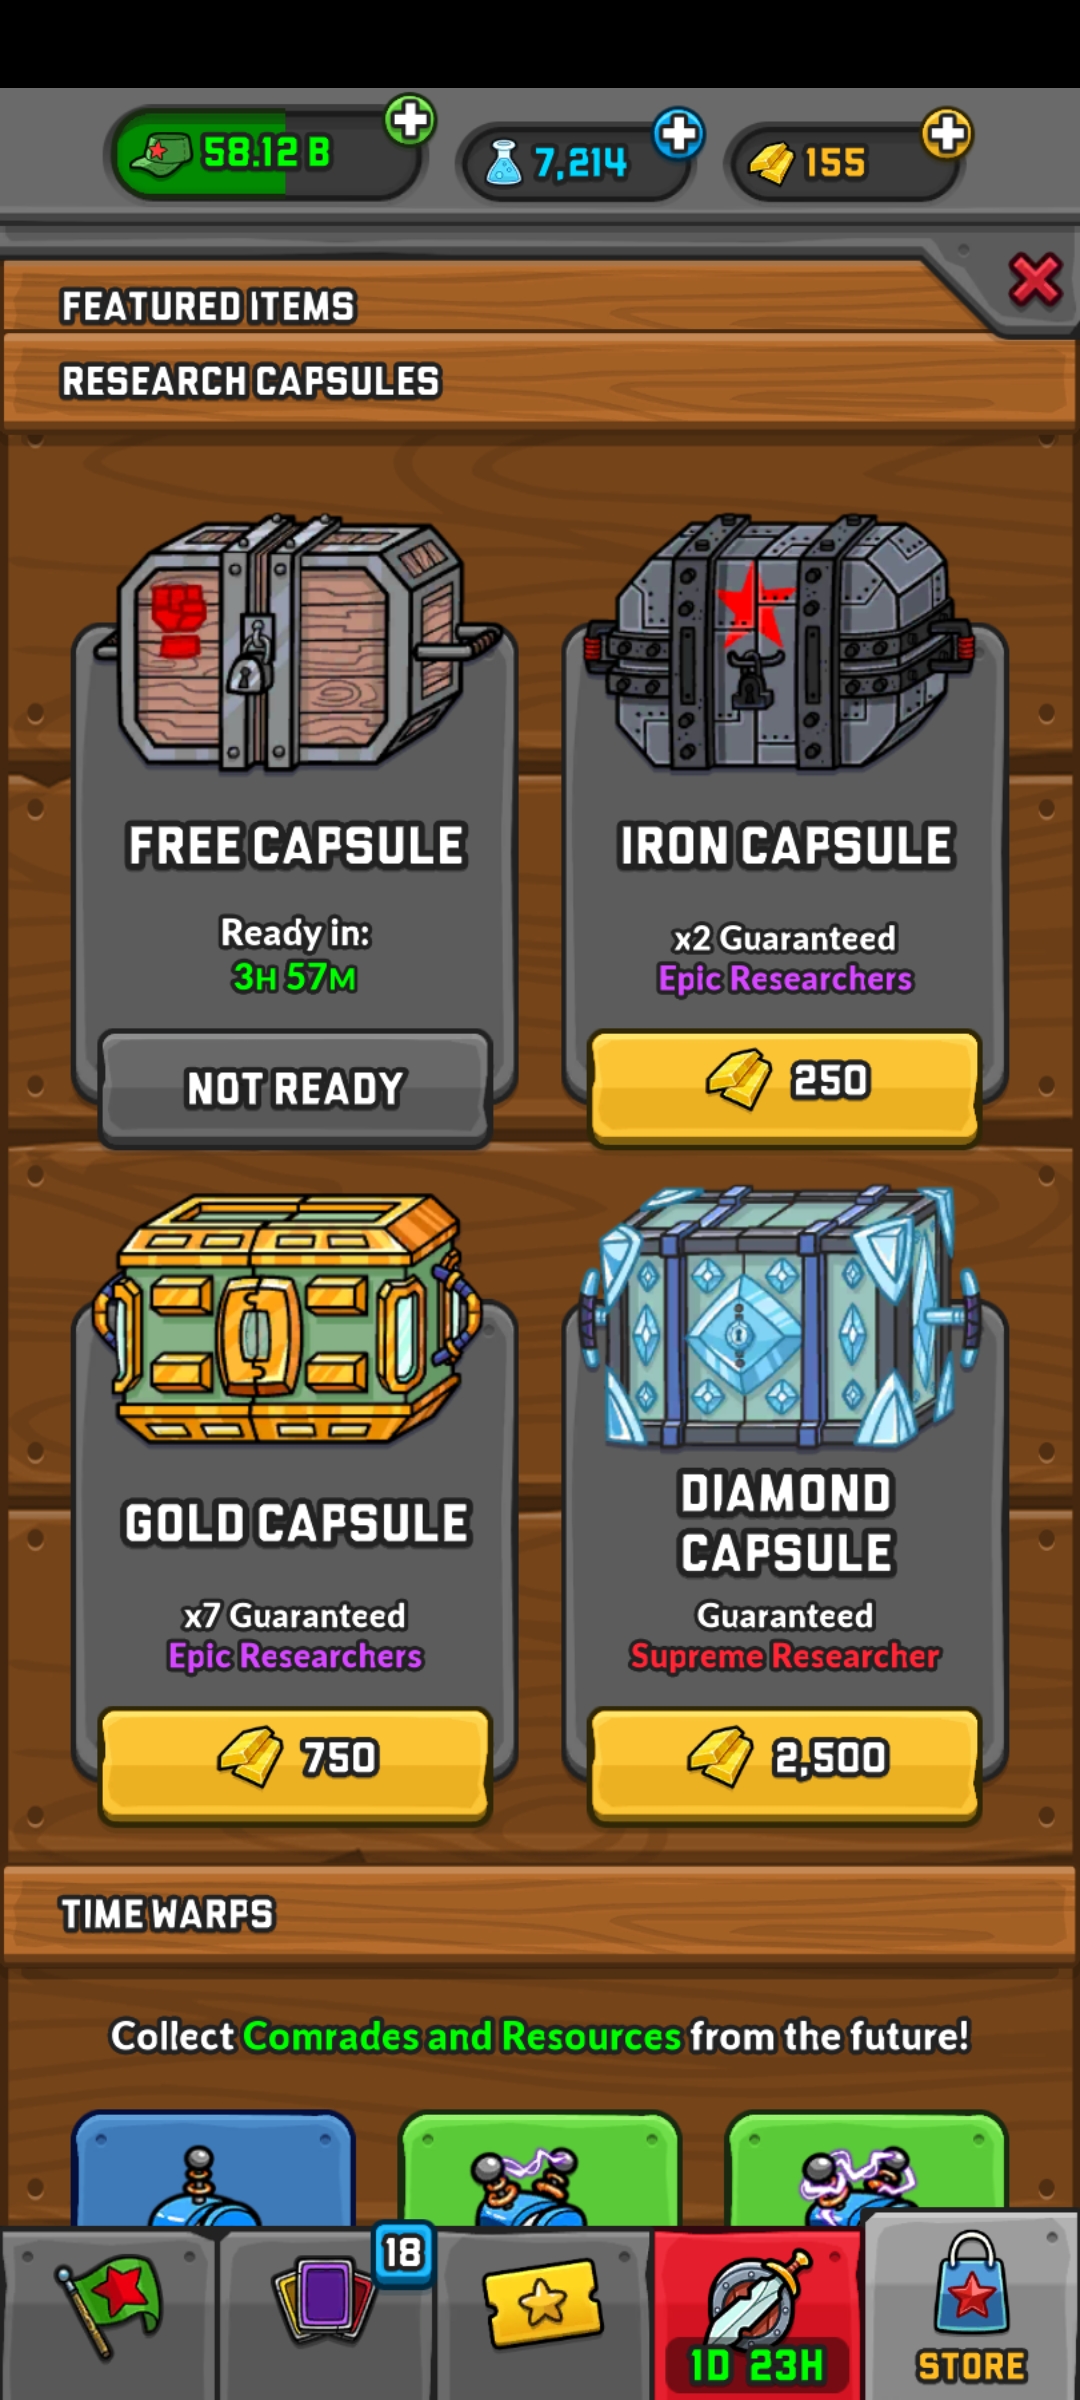 58.12 B
7,214
155
FEATURED ITEMS
RESEARCH CAPSULES
FREE CAPSULE
Ready in:
3H 57M
NOT READY
IRON CAPSULE
x2 Guaranteed
Epic Researchers
250
GOLD CAPSULE
x7 Guaranteed
Epic Researchers
750
DIAMOND
CAPSULE
Guaranteed
Supreme Researcher
2,500
TIME WARPS
Collect Comrades and Resources from the future!
18
1D 23H
STORE